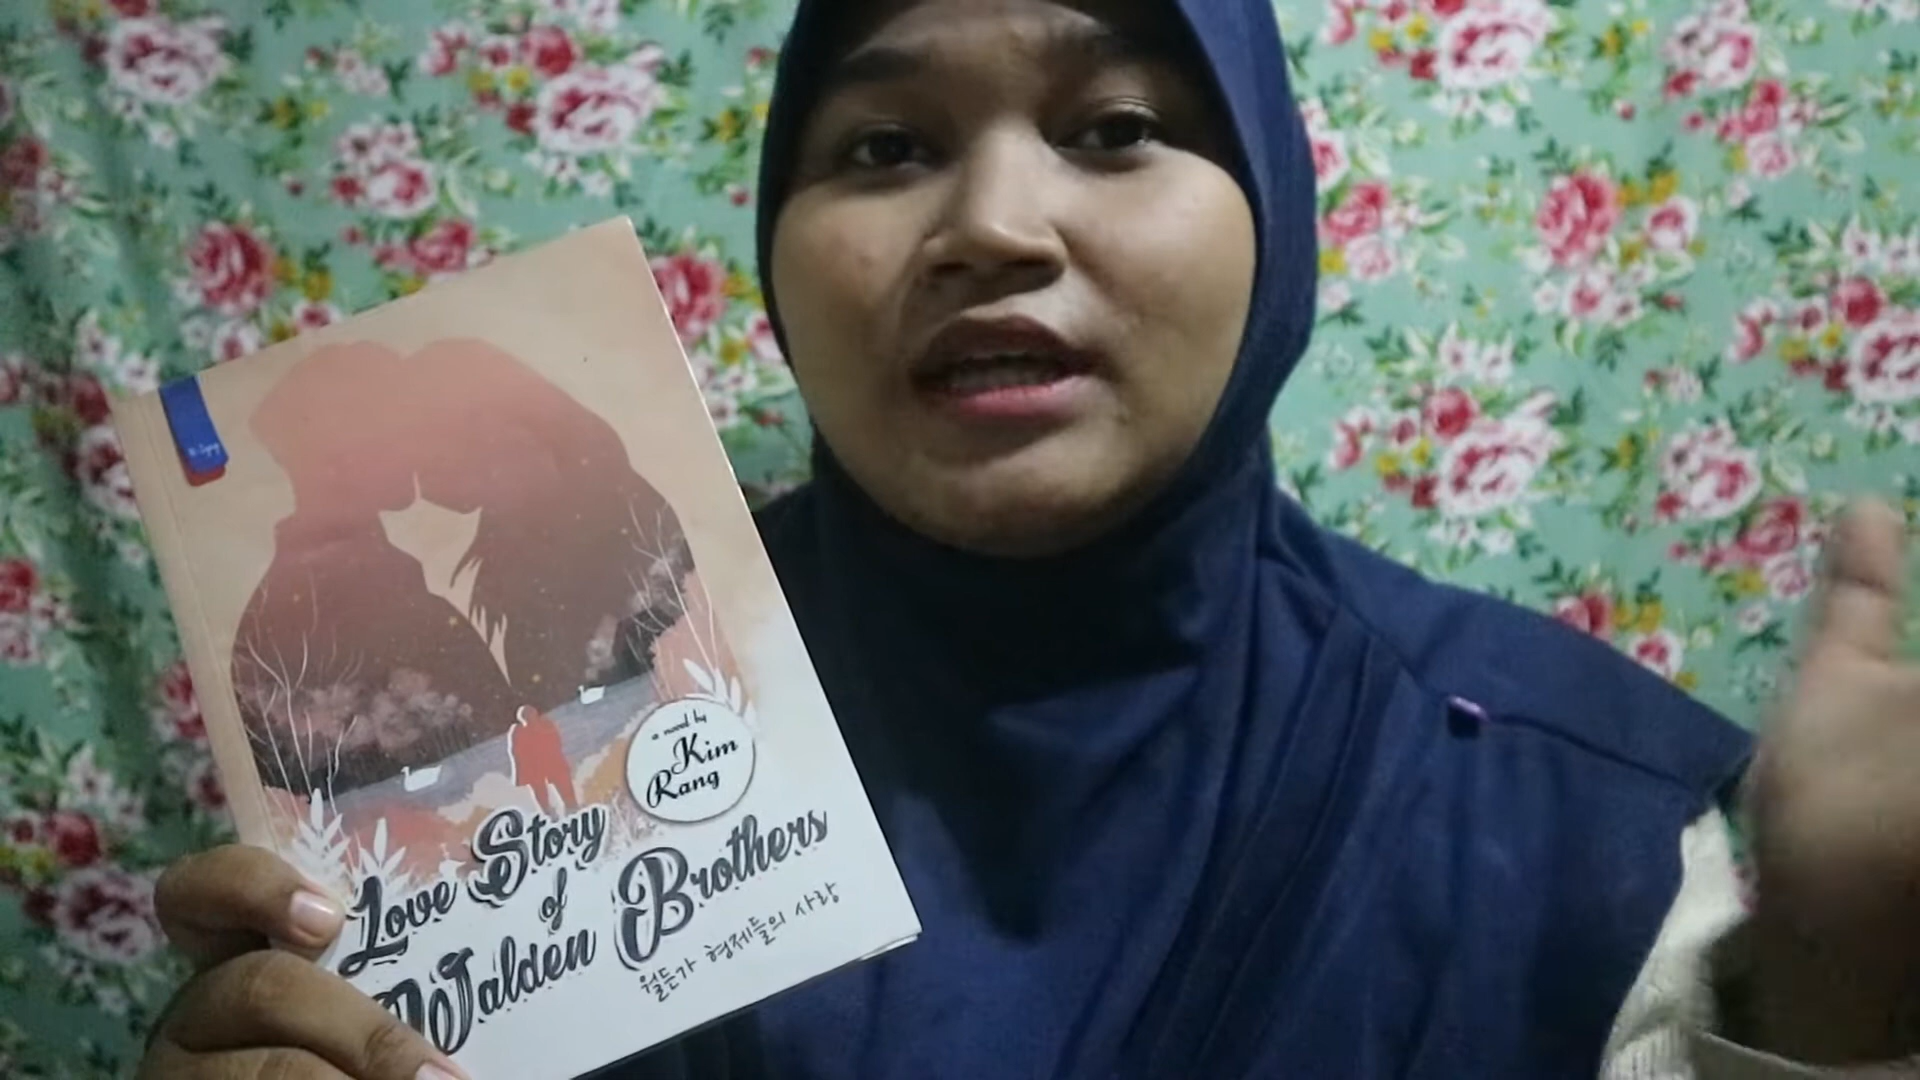 a novel by
Kim
Rang
Love Story
of
Walden Brothers
월든가 형제들의 사랑